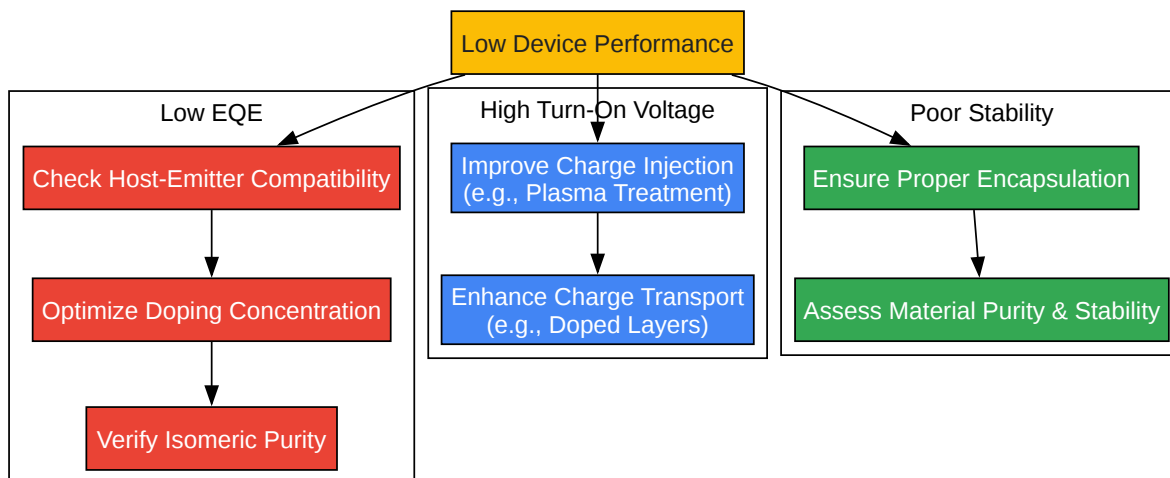 Low Device Performance
Low EQE
Check Host-Emitter Compatibility
Optimize Doping Concentration
Verify Isomeric Purity
High Turn-On Voltage
Improve Charge Injection
(e.g., Plasma Treatment)
Enhance Charge Transport
(e.g., Doped Layers)
Poor Stability
Ensure Proper Encapsulation
Assess Material Purity & Stability